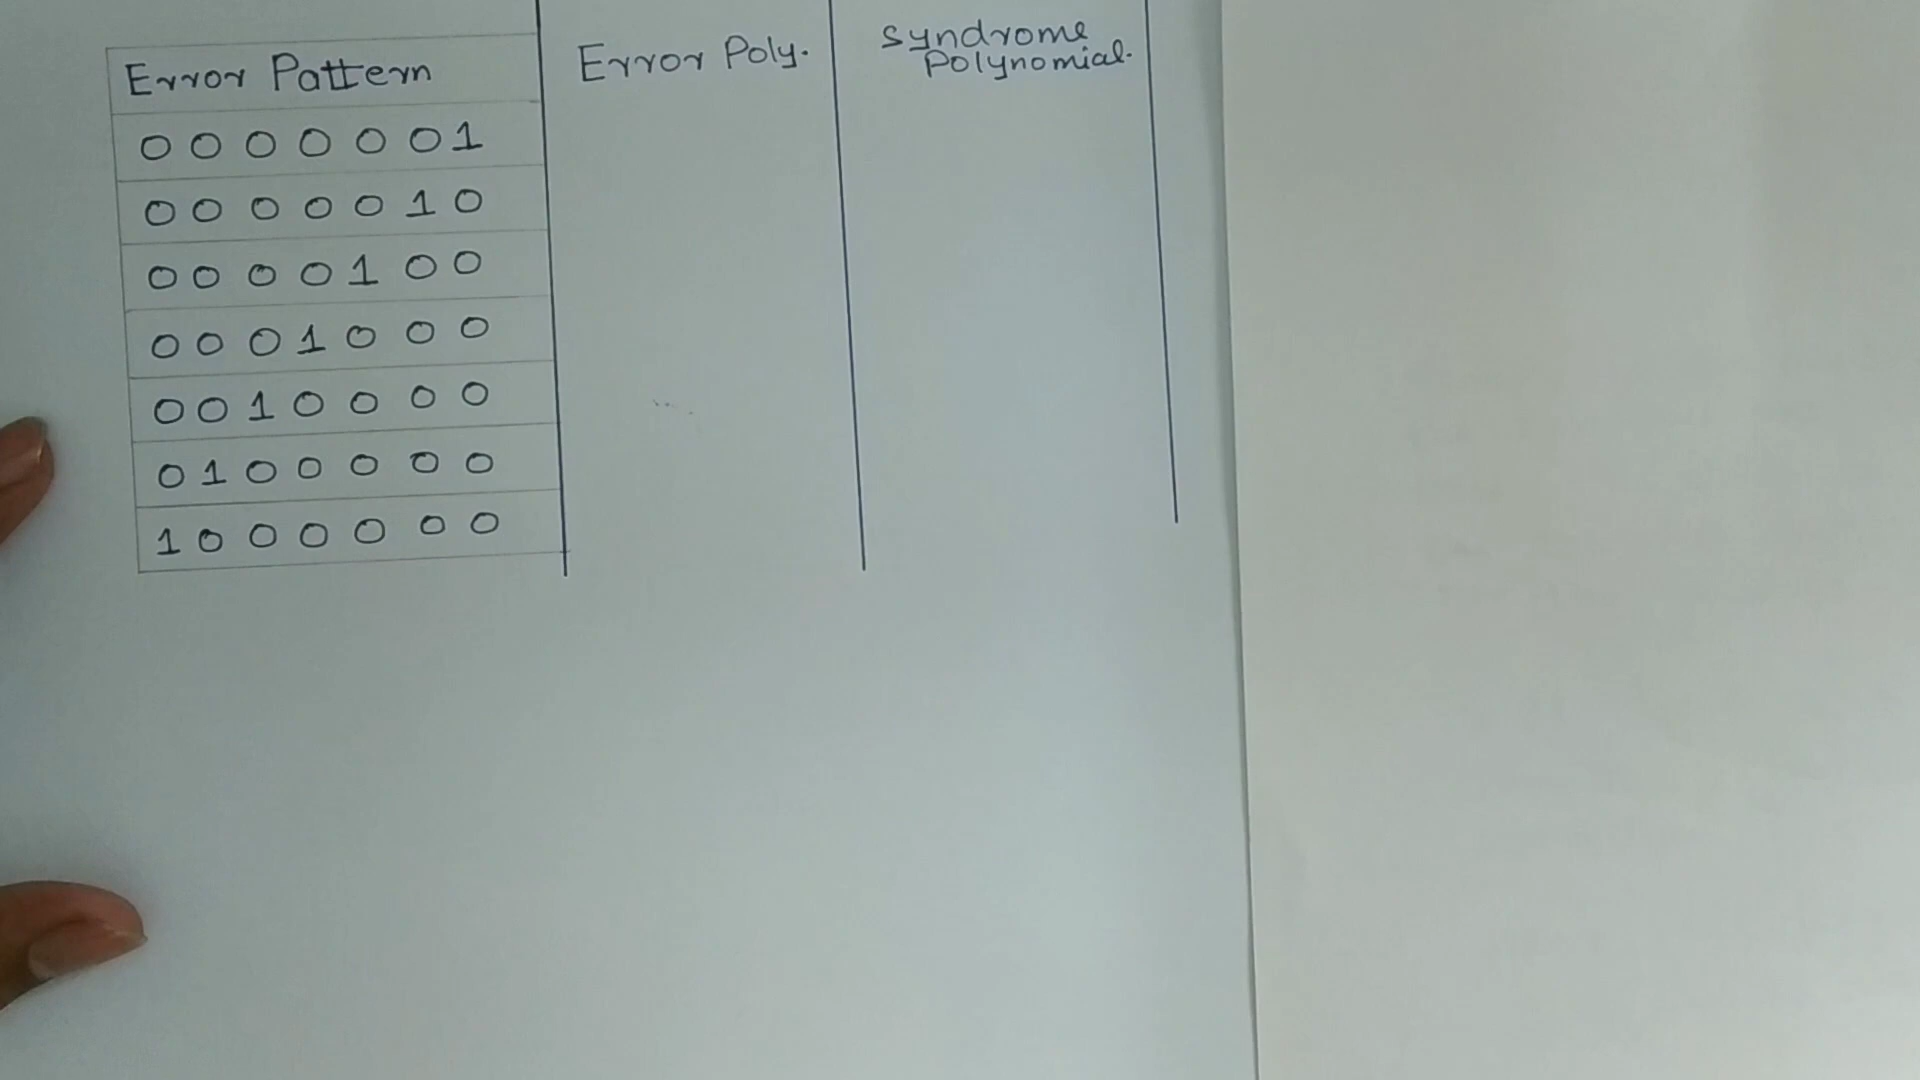 Error Pattern
Error Poly.
Syndrome
Polynomial.
0 0 0 0 0 0 1
0 0 0 0 0 1 0
0 0 0 0 1 0 0
0 0 0 1 0 0 0
0 0 1 0 0 0 0
0 1 0 0 0 0 0
1 0 0 0 0 0 0